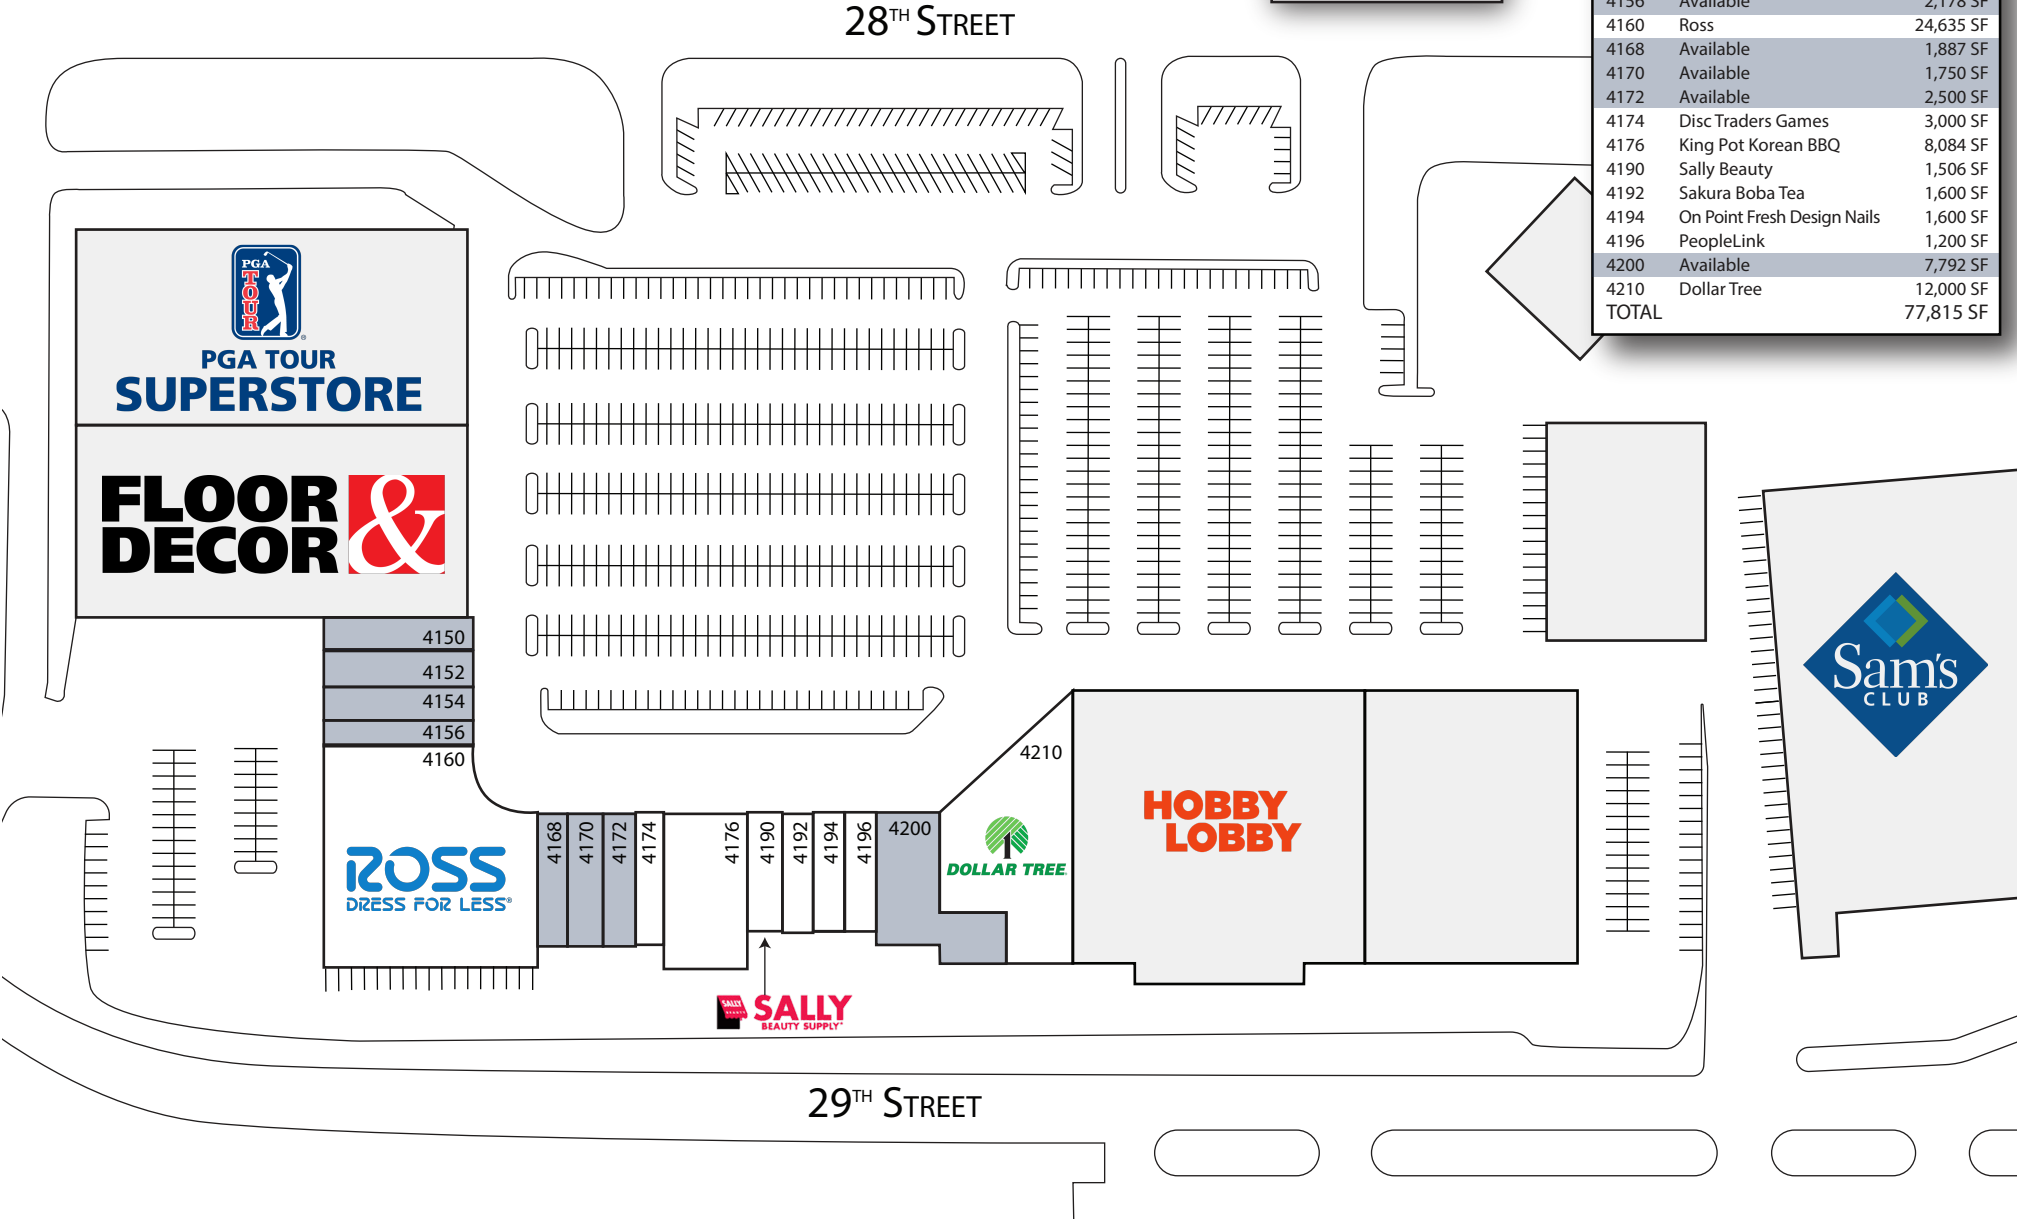 28TH STREET
4156 Available 2,178 SF
4160 Ross 24,635 SF
4168 Available 1,887 SF
4170 Available 1,750 SF
4172 Available 2,500 SF
4174 Disc Traders Games 3,000 SF
4176 King Pot Korean BBQ 8,084 SF
4190 Sally Beauty 1,506 SF
4192 Sakura Boba Tea 1,600 SF
4194 On Point Fresh Design Nails 1,600 SF
4196 PeopleLink 1,200 SF
4200 Available 7,792 SF
4210 Dollar Tree 12,000 SF
TOTAL 77,815 SF
PGA
TOUR
®
PGA TOUR
SUPERSTORE
FLOOR &
DECOR
4150
4152
4154
4156
4160
ROSS
DRESS FOR LESS®
4168
4170
4172
4174
4176
4190
4192
4194
4196
4200
4210
DOLLAR TREE
HOBBY
LOBBY
Sam's
CLUB
SALLY
SALLY
BEAUTY SUPPLY
29TH STREET